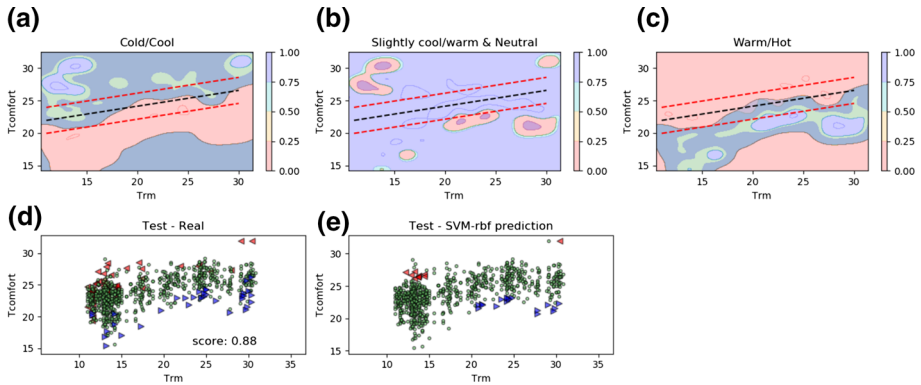 (a)
Cold/Cool
Tcomfort
30
25
20
15
15
20
25
30
Trm
1.00
0.75
0.50
0.25
0.00
(b)
Slightly cool/warm & Neutral
Tcomfort
30
25
20
15
15
20
25
30
Trm
1.00
0.75
0.50
0.25
0.00
(c)
Warm/Hot
Tcomfort
30
25
20
15
15
20
25
30
Trm
1.00
0.75
0.50
0.25
0.00
(d)
Test - Real
Tcomfort
30
25
20
15
score: 0.88
10
15
20
25
30
35
Trm
(e)
Test - SVM-rbf prediction
Tcomfort
30
25
20
15
10
15
20
25
30
35
Trm